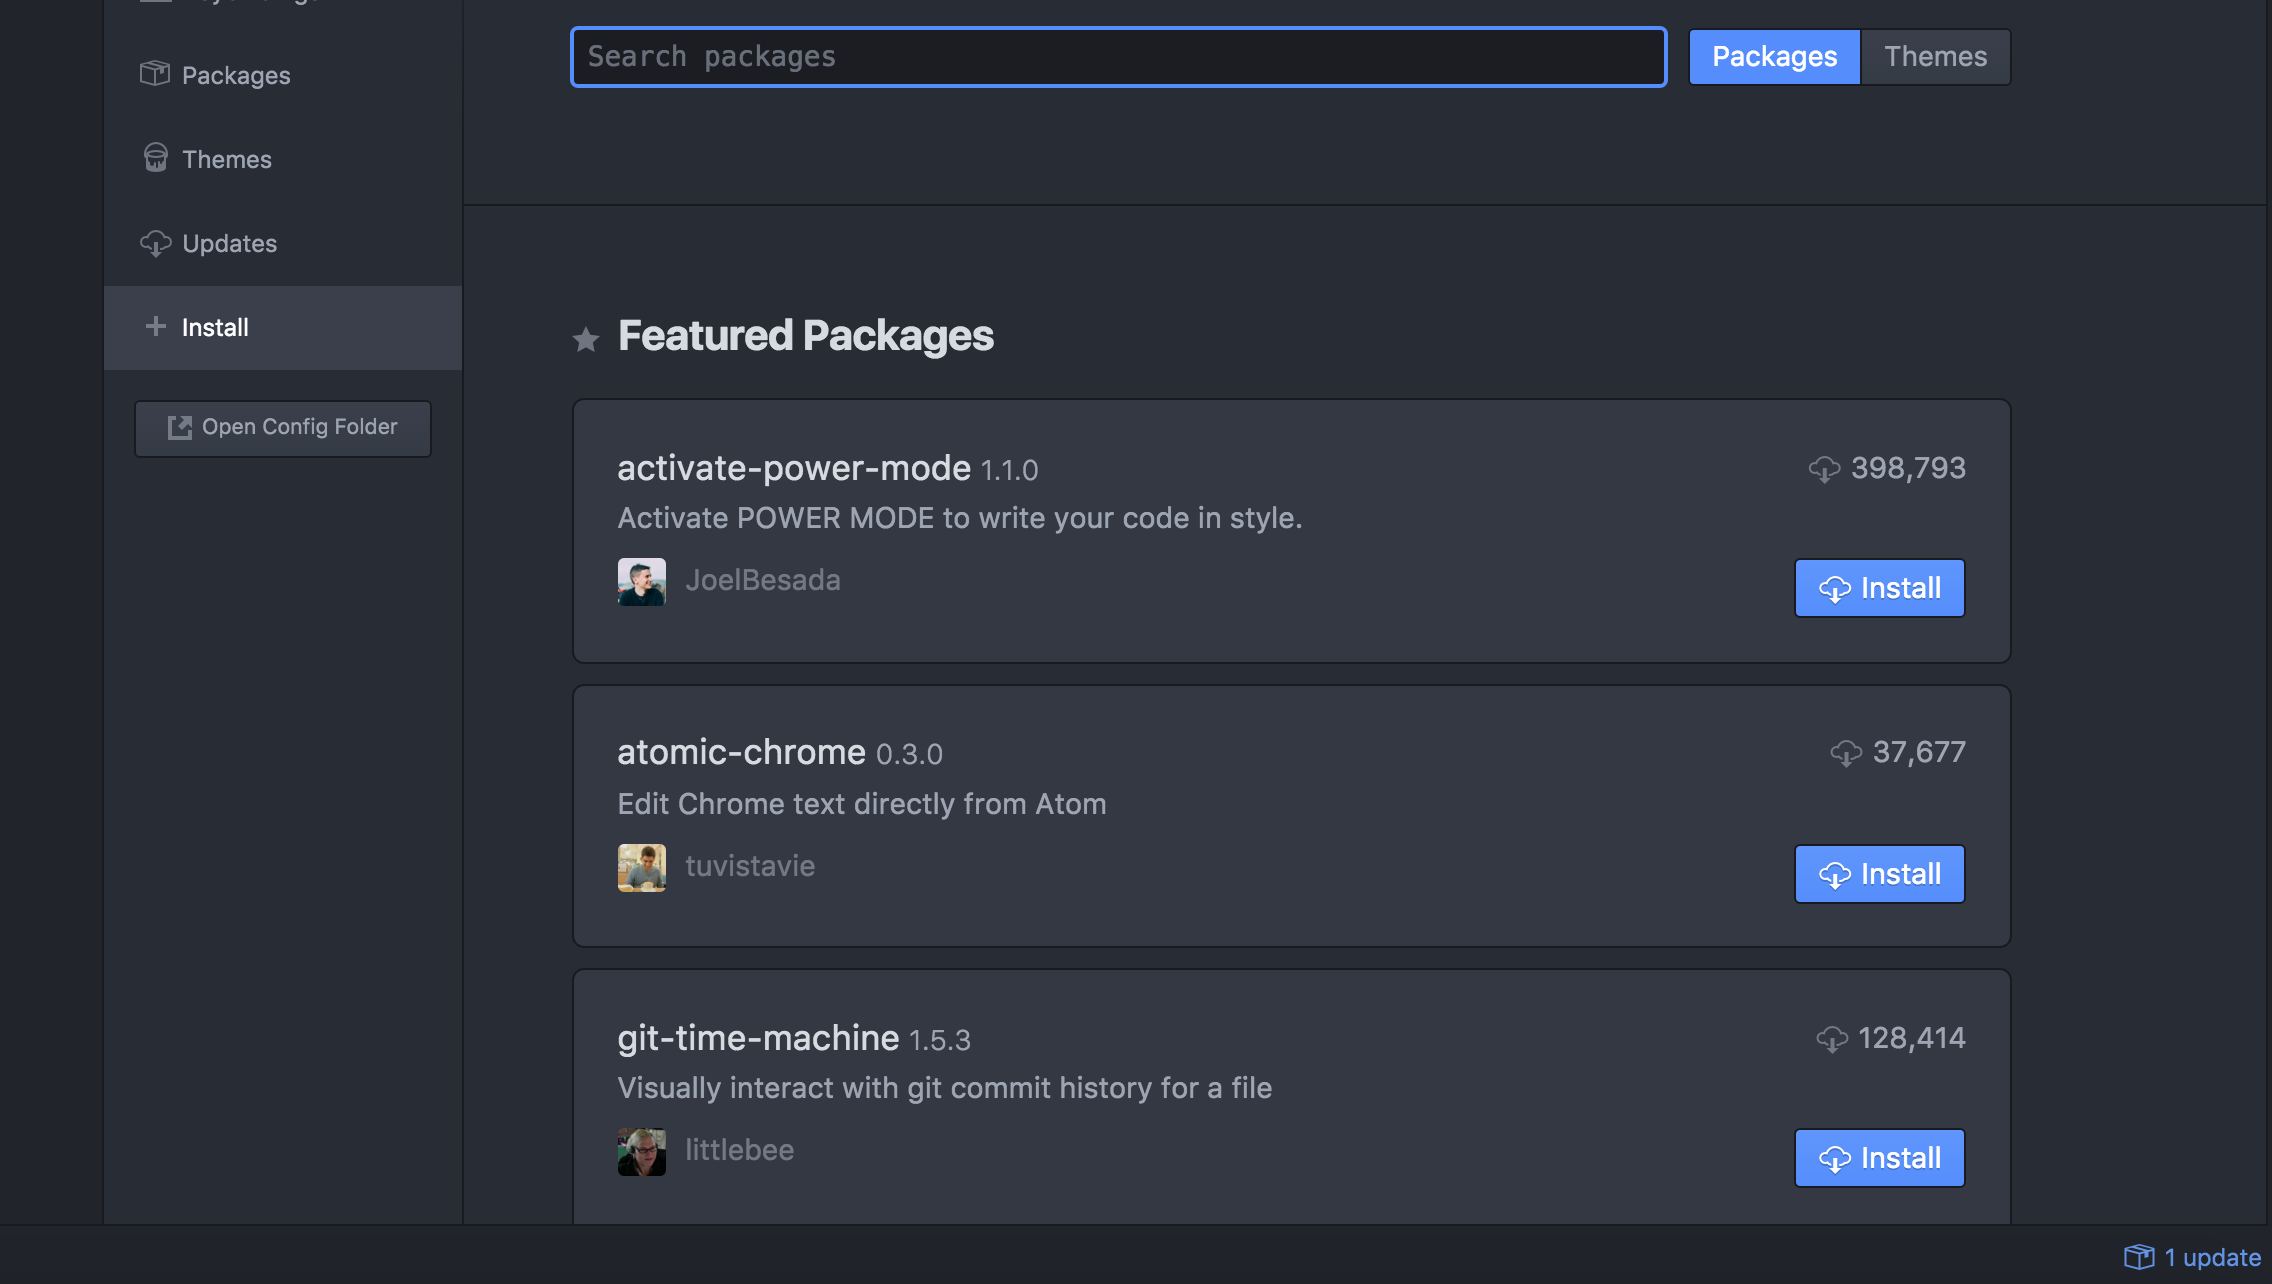 Packages
Themes
Updates
Install
Open Config Folder
Search packages
Packages
Themes
Featured Packages
activate-power-mode 1.1.0
398,793
Activate POWER MODE to write your code in style.
JoelBesada
Install
atomic-chrome 0.3.0
37,677
Edit Chrome text directly from Atom
tuvistavie
Install
git-time-machine 1.5.3
128,414
Visually interact with git commit history for a file
littlebee
Install
1 update